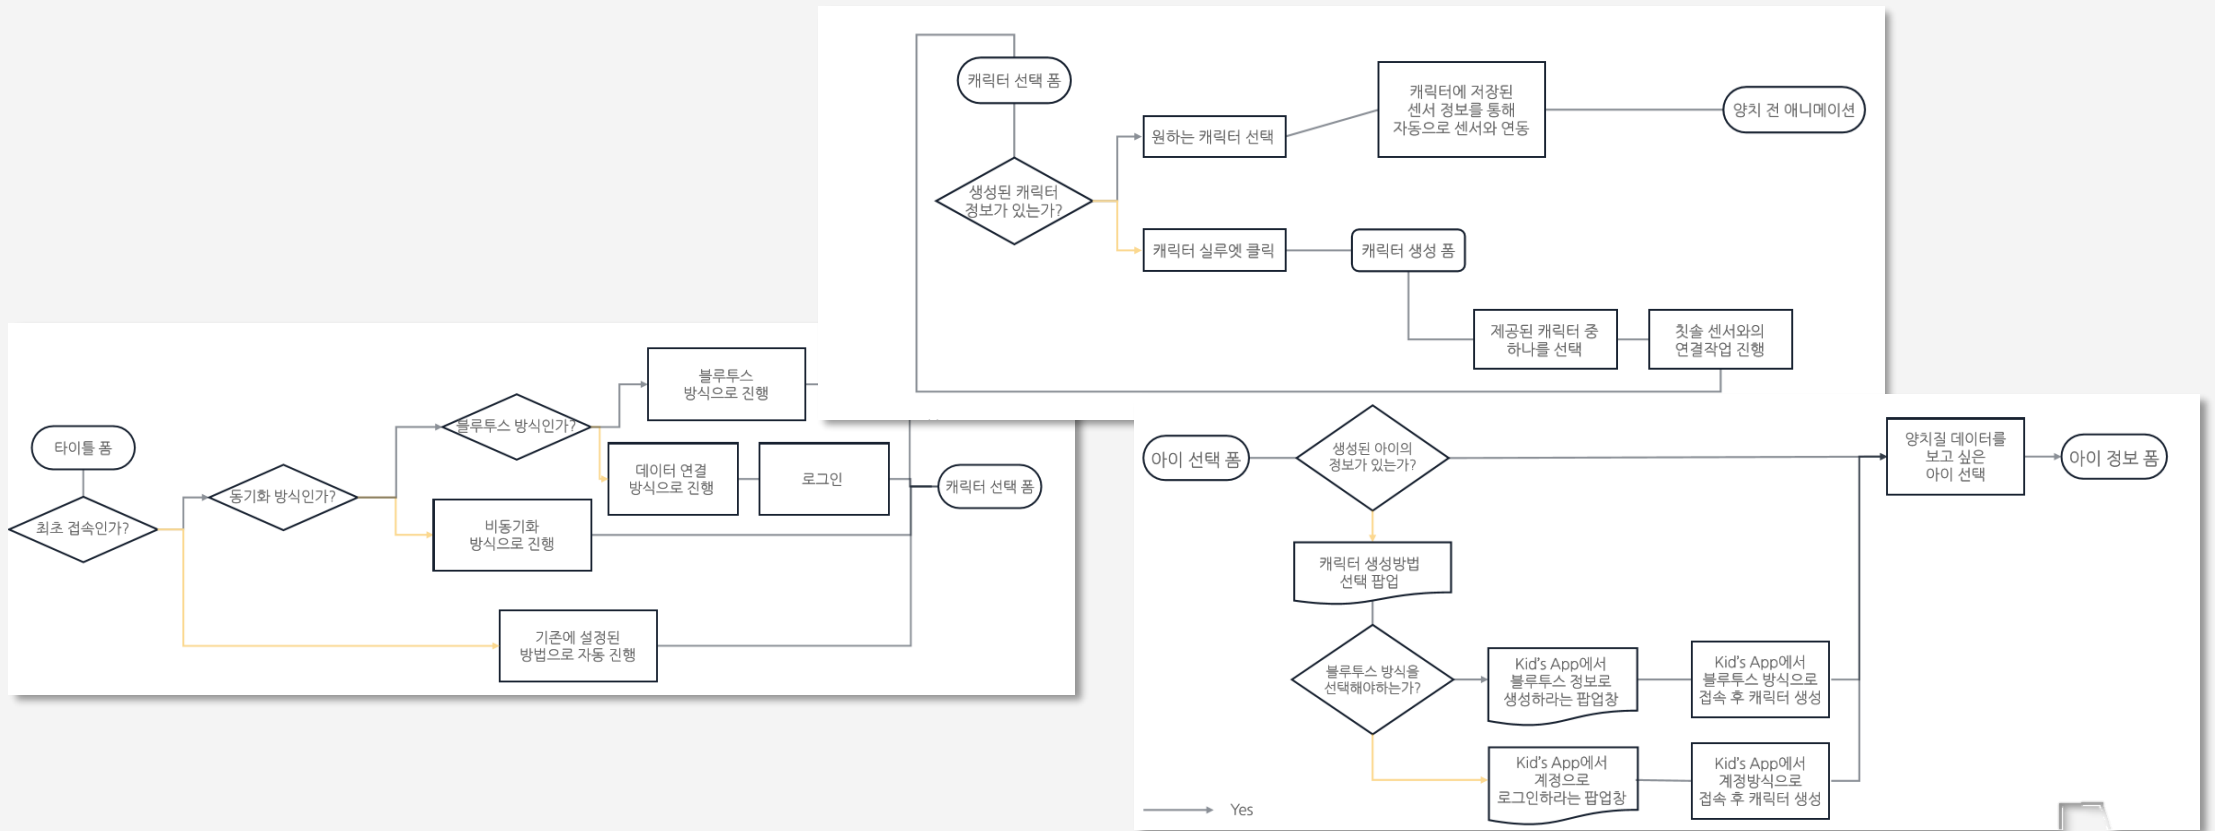 캐릭터 선택 폼
생성된 캐릭터
정보가 있는가?
원하는 캐릭터 선택
캐릭터에 저장된
센서 정보를 통해
자동으로 센서와 연동
양치 전 애니메이션
캐릭터 실루엣 클릭
캐릭터 생성 폼
제공된 캐릭터 중
하나를 선택
칫솔 센서와의
연결작업 진행
타이틀 폼
최초 접속인가?
동기화 방식인가?
블루투스 방식인가?
블루투스
방식으로 진행
데이터 연결
방식으로 진행
로그인
비동기화
방식으로 진행
기존에 설정된
방법으로 자동 진행
캐릭터 선택 폼
아이 선택 폼
생성된 아이의
정보가 있는가?
양치질 데이터를
보고 싶은
아이 선택
아이 정보 폼
캐릭터 생성방법
선택 팝업
블루투스 방식을
선택해야하는가?
Kid's App에서
블루투스 정보로
생성하라는 팝업창
Kid's App에서
블루투스 방식으로
접속 후 캐릭터 생성
Kid's App에서
계정으로
로그인하라는 팝업창
Kid's App에서
계정방식으로
접속 후 캐릭터 생성
Yes